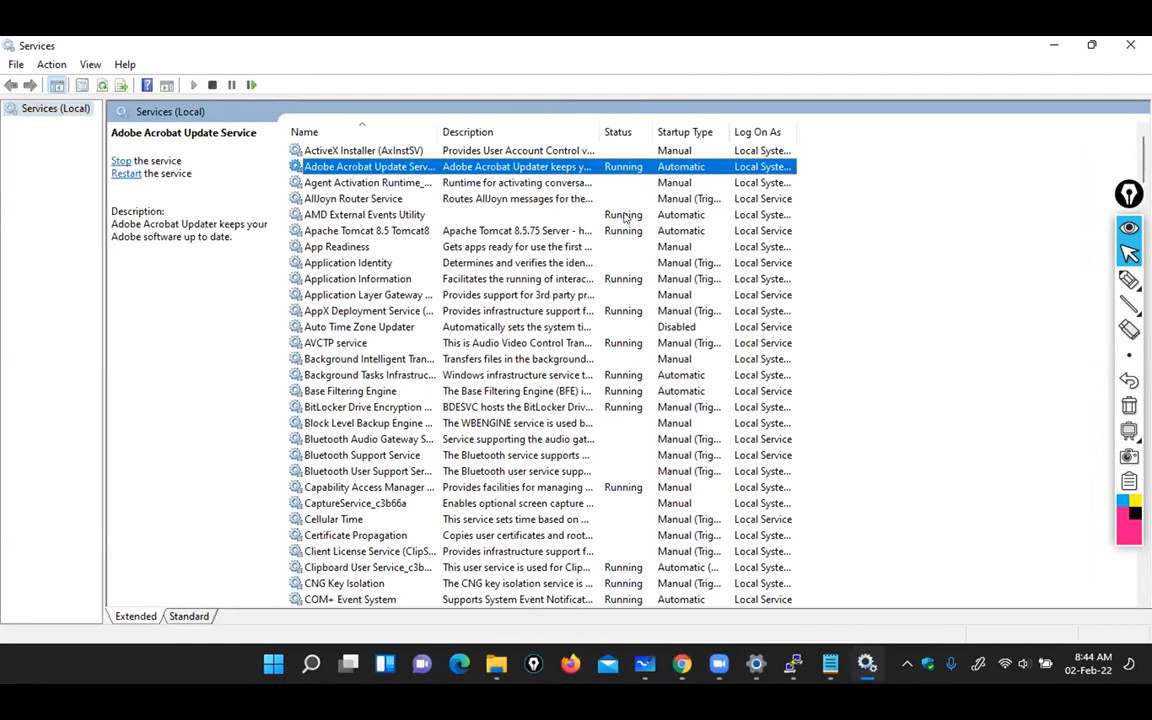 Services
File Action View Help
Services (Local)
Services (Local)
Adobe Acrobat Update Service
Stop the service
Restart the service
Description:
Adobe Acrobat Updater keeps your
Adobe software up to date.
Name Description Status Startup Type Log On As
ActiveX Installer (AxInstSV) Provides User Account Control v... Manual Local Syste...
Adobe Acrobat Update Serv... Adobe Acrobat Updater keeps y... Running Automatic Local Syste...
Agent Activation Runtime_... Runtime for activating conversa... Manual Local Syste...
AllJoyn Router Service Routes AllJoyn messages for the... Manual (Trig... Local Service
AMD External Events Utility Running Automatic Local Syste...
Apache Tomcat 8.5 Tomcat8 Apache Tomcat 8.5.75 Server - h... Running Automatic Local Service
App Readiness Gets apps ready for use the first ... Manual Local Syste...
Application Identity Determines and verifies the iden... Manual (Trig... Local Service
Application Information Facilitates the running of interac... Running Manual (Trig... Local Syste...
Application Layer Gateway ... Provides support for 3rd party pr... Manual Local Service
AppX Deployment Service (... Provides infrastructure support f... Running Manual (Trig... Local Syste...
Auto Time Zone Updater Automatically sets the system ti... Disabled Local Service
AVCTP service This is Audio Video Control Tran... Running Manual (Trig... Local Service
Background Intelligent Tran... Transfers files in the background... Manual Local Syste...
Background Tasks Infrastruc... Windows infrastructure service t... Running Automatic Local Syste...
Base Filtering Engine The Base Filtering Engine (BFE) i... Running Automatic Local Service
BitLocker Drive Encryption ... BDESVC hosts the BitLocker Driv... Running Manual (Trig... Local Syste...
Block Level Backup Engine ... The WBENGINE service is used b... Manual Local Syste...
Bluetooth Audio Gateway S... Service supporting the audio gat... Manual (Trig... Local Service
Bluetooth Support Service The Bluetooth service supports ... Manual (Trig... Local Service
Bluetooth User Support Ser... The Bluetooth user service supp... Manual (Trig... Local Syste...
Capability Access Manager ... Provides facilities for managing ... Running Manual Local Syste...
CaptureService_c3b66a Enables optional screen capture ... Manual Local Syste...
Cellular Time This service sets time based on ... Manual (Trig... Local Service
Certificate Propagation Copies user certificates and root... Manual (Trig... Local Syste...
Client License Service (ClipS... Provides infrastructure support f... Manual (Trig... Local Syste...
Clipboard User Service_c3b... This user service is used for Clip... Running Automatic (... Local Syste...
CNG Key Isolation The CNG key isolation service is ... Running Manual (Trig... Local Syste...
COM+ Event System Supports System Event Notificat... Running Automatic Local Service
Extended Standard
8:44 AM
02-Feb-22